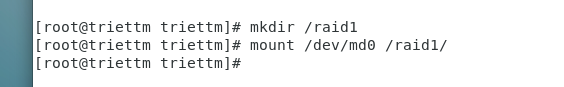 [root@triettm triettm]# mkdir /raid1
[root@triettm triettm]# mount /dev/md0 /raid1/
[root@triettm triettm]#